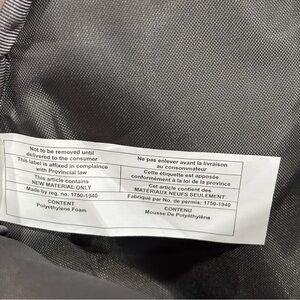 Not to be removed until
delivered to the consumer
This label is affixed in compliance
with Provincial law
This article contains
NEW MATERIAL ONLY
Made by reg. no. 1750-1940
CONTENT
Polyethylene Foam
Ne pas enlever avant la livraison
au consommateur
Cette étiquette est apposée
conformément à la loi de la province
Cet article contient des
MATÉRIAUX NEUFS SEULEMENT
Fabriqué par No. de permis: 1750-1940
CONTENU
Mousse De Polyéthylène